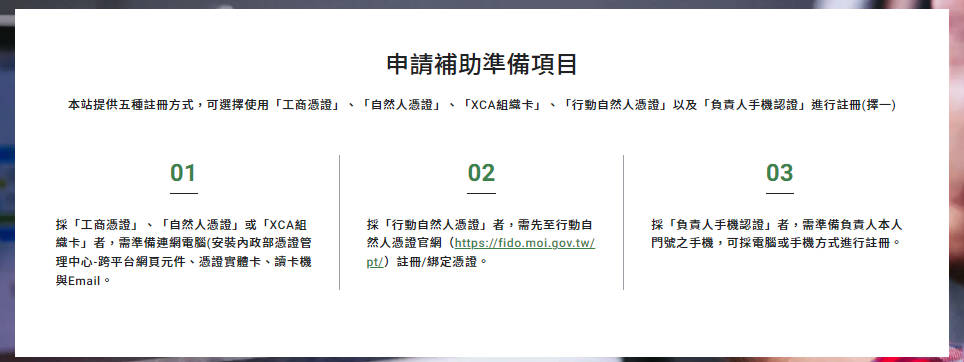 申請補助準備項目
本站提供五種註冊方式，可選擇使用「工商憑證」、「自然人憑證」、「XCA組織卡」、「行動自然人憑證」以及「負責人手機認證」進行註冊(擇一)
01
採「工商憑證」、「自然人憑證」或「XCA組
織卡」者，需準備連網電腦(安裝內政部憑證管
理中心-跨平台網頁元件、憑證實體卡、讀卡機
與Email。
02
採「行動自然人憑證」者，需先至行動自
然人憑證官網（https://fido.moi.gov.tw/
pt/）註冊/綁定憑證。
03
採「負責人手機認證」者，需準備負責人本人
門號之手機，可採電腦或手機方式進行註冊。